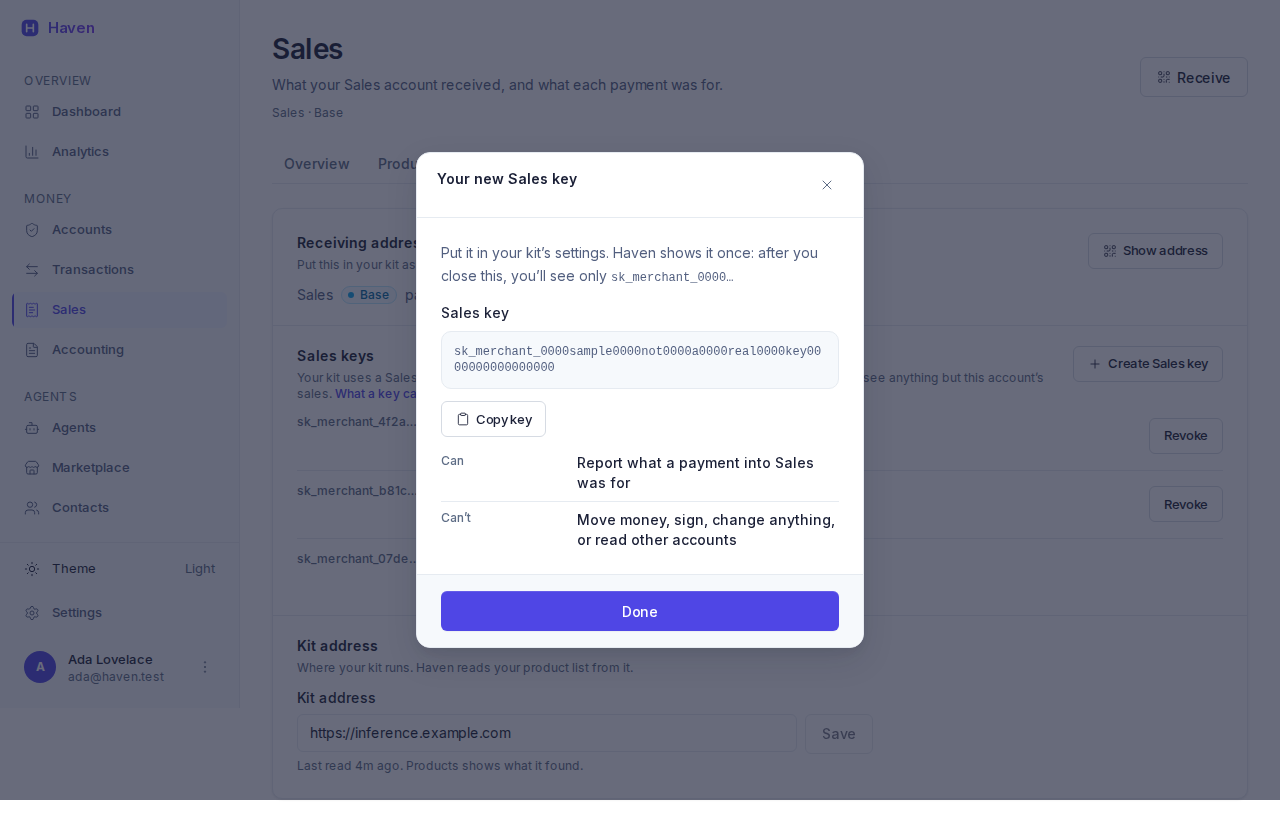 Haven
OVERVIEW
Dashboard
Analytics
MONEY
Accounts
Transactions
Sales
Accounting
AGENTS
Agents
Marketplace
Contacts
Theme Light
Settings
A
Ada Lovelace
ada@haven.test
Sales
What your Sales account received, and what each payment was for.
Sales · Base
Receive
Overview
Receiving
Put this in your kit
Show address
Sales Base
Sales keys
Your kit uses a Sales
see anything but this account's
sales. What a key
Create Sales key
sk_merchant_4f2a...
Revoke
sk_merchant_b81c...
Revoke
sk_merchant_07de...
Kit address
Where your kit runs. Haven reads your product list from it.
Kit address
https://inference.example.com
Save
Last read 4m ago. Products shows what it found.
Your new Sales key
Put it in your kit’s settings. Haven shows it once: after you
close this, you’ll see only sk_merchant_0000…
Sales key
sk_merchant_0000sample0000not0000a0000real0000key00
00000000000000
Copy key
Can
Report what a payment into Sales
was for
Can’t
Move money, sign, change anything,
or read other accounts
Done